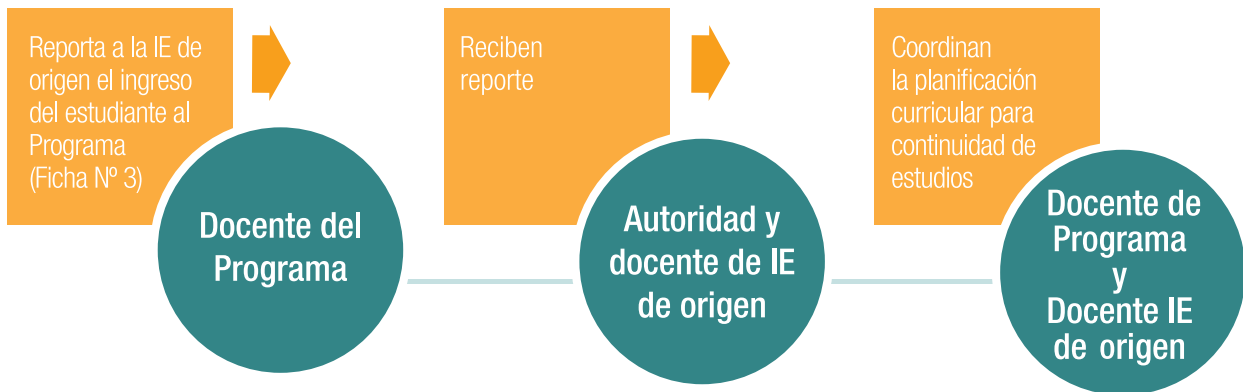 Reporta a la IE de
origen el ingreso
del estudiante al
Programa
(Ficha Nº 3)
Docente del
Programa
Reciben
reporte
Autoridad y
docente de IE
de origen
Coordinan
la planificación
curricular para
continuidad de
estudios
Docente de
Programa
y
Docente IE
de origen